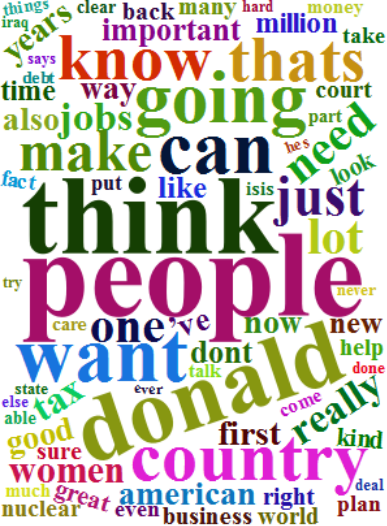 things clear back many hard money
iraq years important million take
says know thats
debt way going court
time
also jobs part
make can he's need
fact put like isis just look
think lot
people
try never
care one 've now new
want dont help
talk done
state tax ever donald come
else able really
good first kind
sure country
women
much great american right deal
nuclear even business world plan